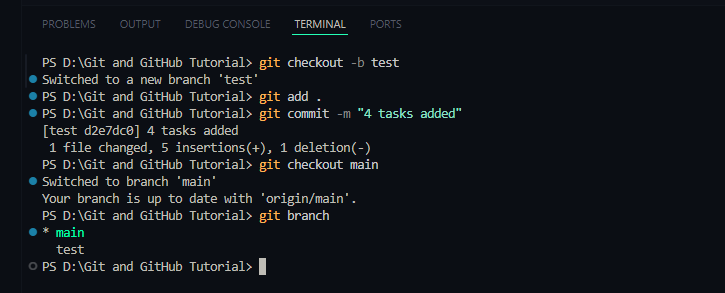 PROBLEMS OUTPUT DEBUG CONSOLE TERMINAL PORTS
PS D:\Git and GitHub Tutorial> git checkout -b test
Switched to a new branch 'test'
PS D:\Git and GitHub Tutorial> git add .
PS D:\Git and GitHub Tutorial> git commit -m "4 tasks added"
[test d2e7dc0] 4 tasks added
 1 file changed, 5 insertions(+), 1 deletion(-)
PS D:\Git and GitHub Tutorial> git checkout main
Switched to branch 'main'
Your branch is up to date with 'origin/main'.
PS D:\Git and GitHub Tutorial> git branch
* main
  test
PS D:\Git and GitHub Tutorial>